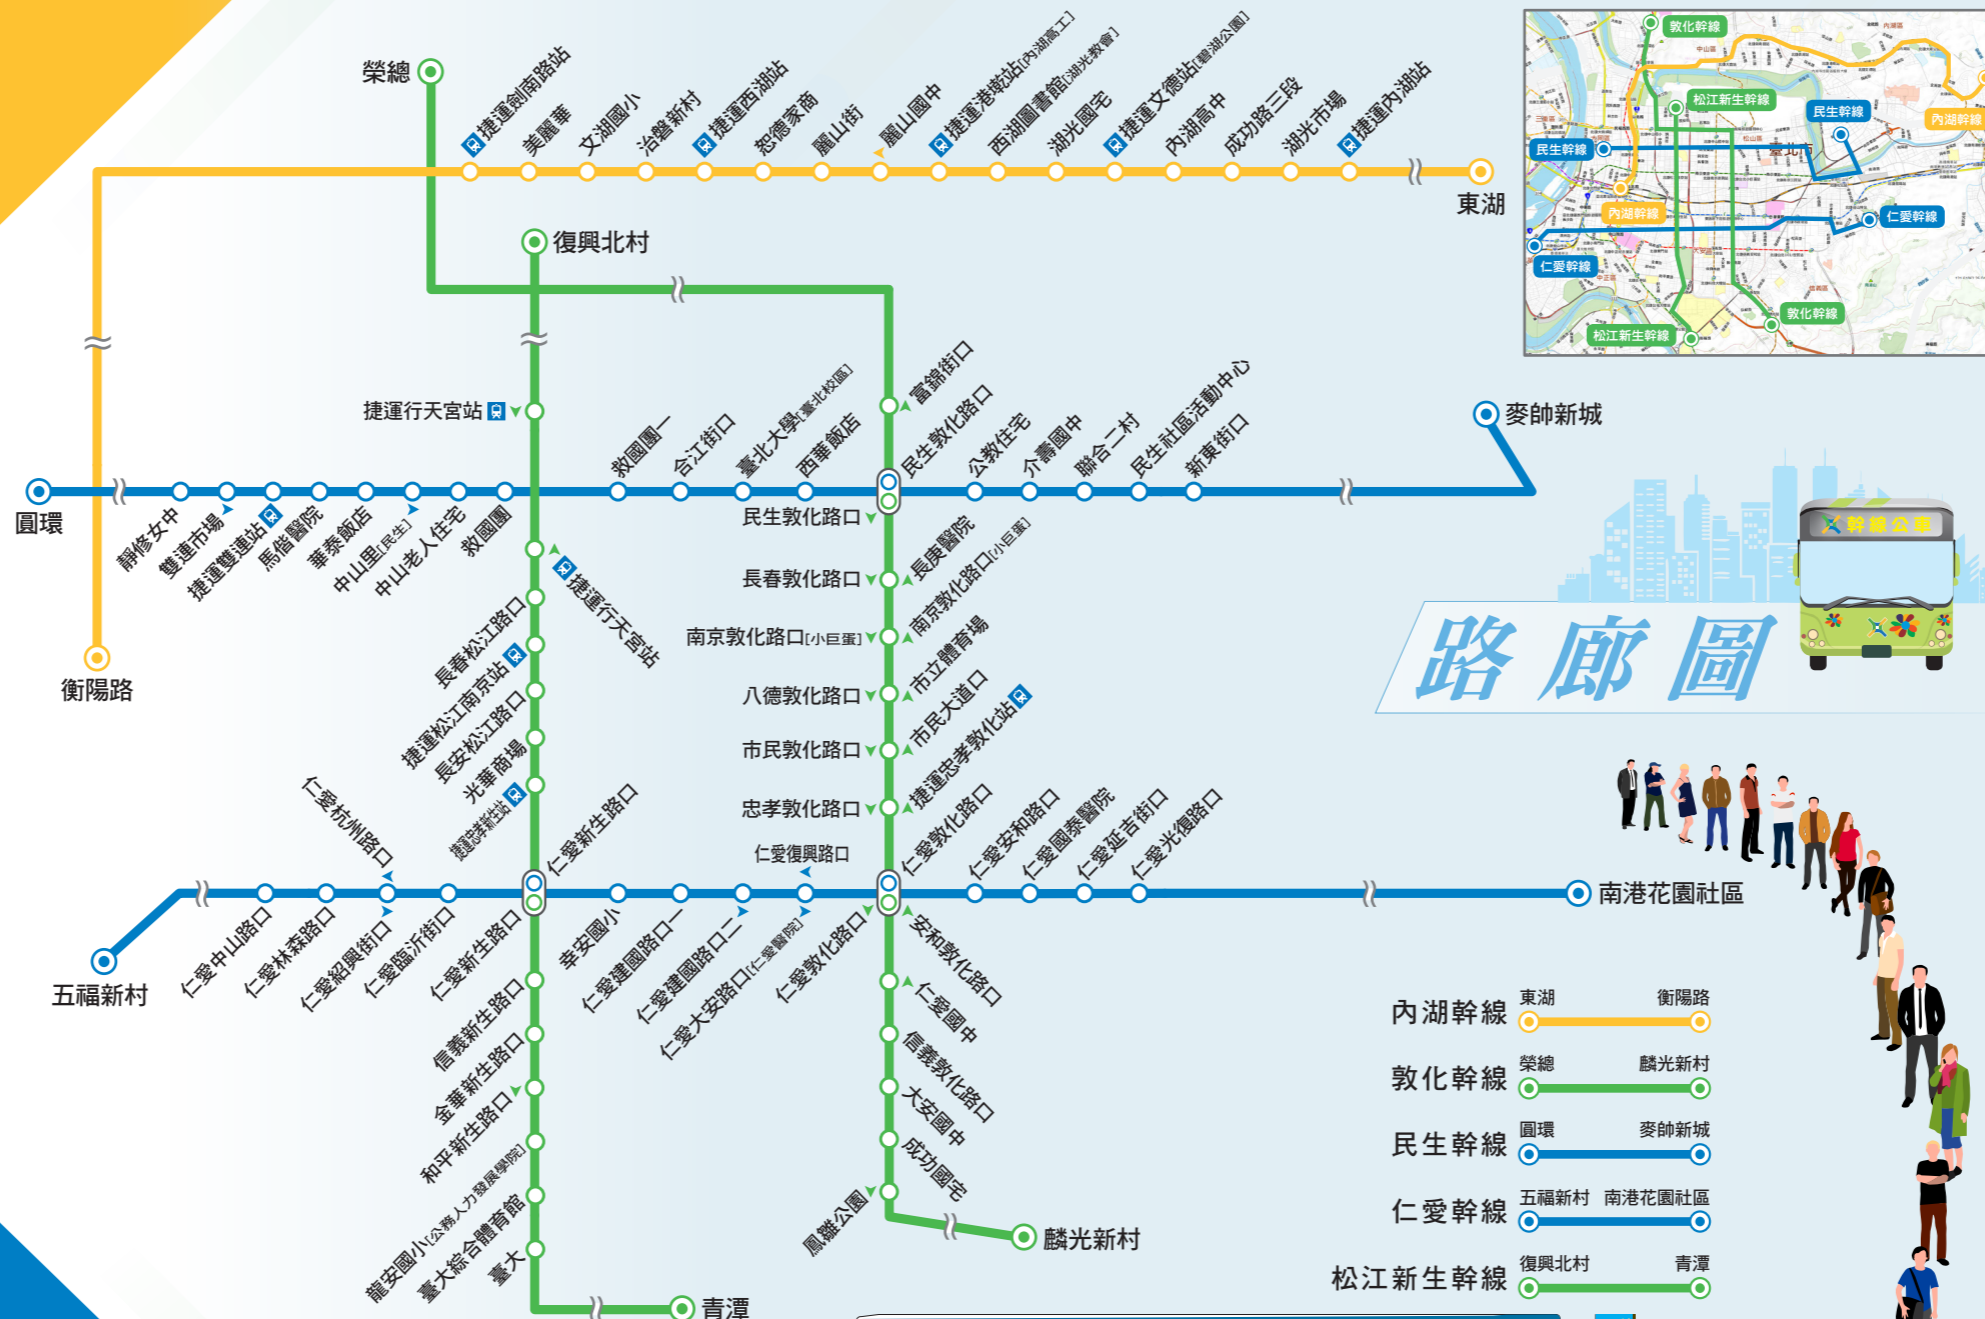 榮總
捷運劍南路站
美麗華
文湖國小
治磐新村
捷運西湖站
恕德家商
麗山街
麗山國中
捷運港墘站[內湖高工]
西湖圖書館[湖光教會]
湖光國宅
捷運文德站[碧湖公園]
內湖高中
成功路三段
湖光市場
捷運內湖站
東湖
敦化幹線
松江新生幹線
民生幹線
內湖幹線
民生幹線
臺北市
內湖幹線
仁愛幹線
仁愛幹線
敦化幹線
松江新生幹線
復興北村
捷運行天宮站
富錦街口
麥帥新城
圓環
靜修女中
雙連市場
捷運雙連站
馬偕醫院
華泰飯店
中山里[民生]
中山老人住宅
救國團
救國團一
合江街口
臺北大學[臺北校區]
西華飯店
民生敦化路口
公教住宅
介壽國中
聯合二村
民生社區活動中心
新東街口
民生敦化路口
捷運行天宮站
長春松江路口
捷運松江南京站
長安松江路口
光華商場
捷運忠孝新生站
長春敦化路口
長庚醫院
南京敦化路口[小巨蛋]
南京敦化路口[小巨蛋]
八德敦化路口
市立體育場
市民敦化路口
市民大道口
忠孝敦化路口
捷運忠孝敦化站
衡陽路
幹線公車
路廊圖
仁愛杭州路口
仁愛新生路口
仁愛復興路口
仁愛敦化路口
仁愛安和路口
仁愛國泰醫院
仁愛延吉街口
仁愛光復路口
南港花園社區
五福新村
仁愛中山路口
仁愛林森路口
仁愛紹興街口
仁愛臨沂街口
仁愛新生路口
幸安國小
仁愛建國路口一
仁愛建國路口二
仁愛大安路口[仁愛醫院]
仁愛敦化路口
安和敦化路口
信義新生路口
金華新生路口
和平新生路口
龍安國小[公務人力發展學院]
臺大綜合體育館
臺大
青潭
仁愛國中
信義敦化路口
大安國中
成功國宅
鳳雛公園
麟光新村
內湖幹線 東湖 衡陽路
敦化幹線 榮總 麟光新村
民生幹線 圓環 麥帥新城
仁愛幹線 五福新村 南港花園社區
松江新生幹線 復興北村 青潭